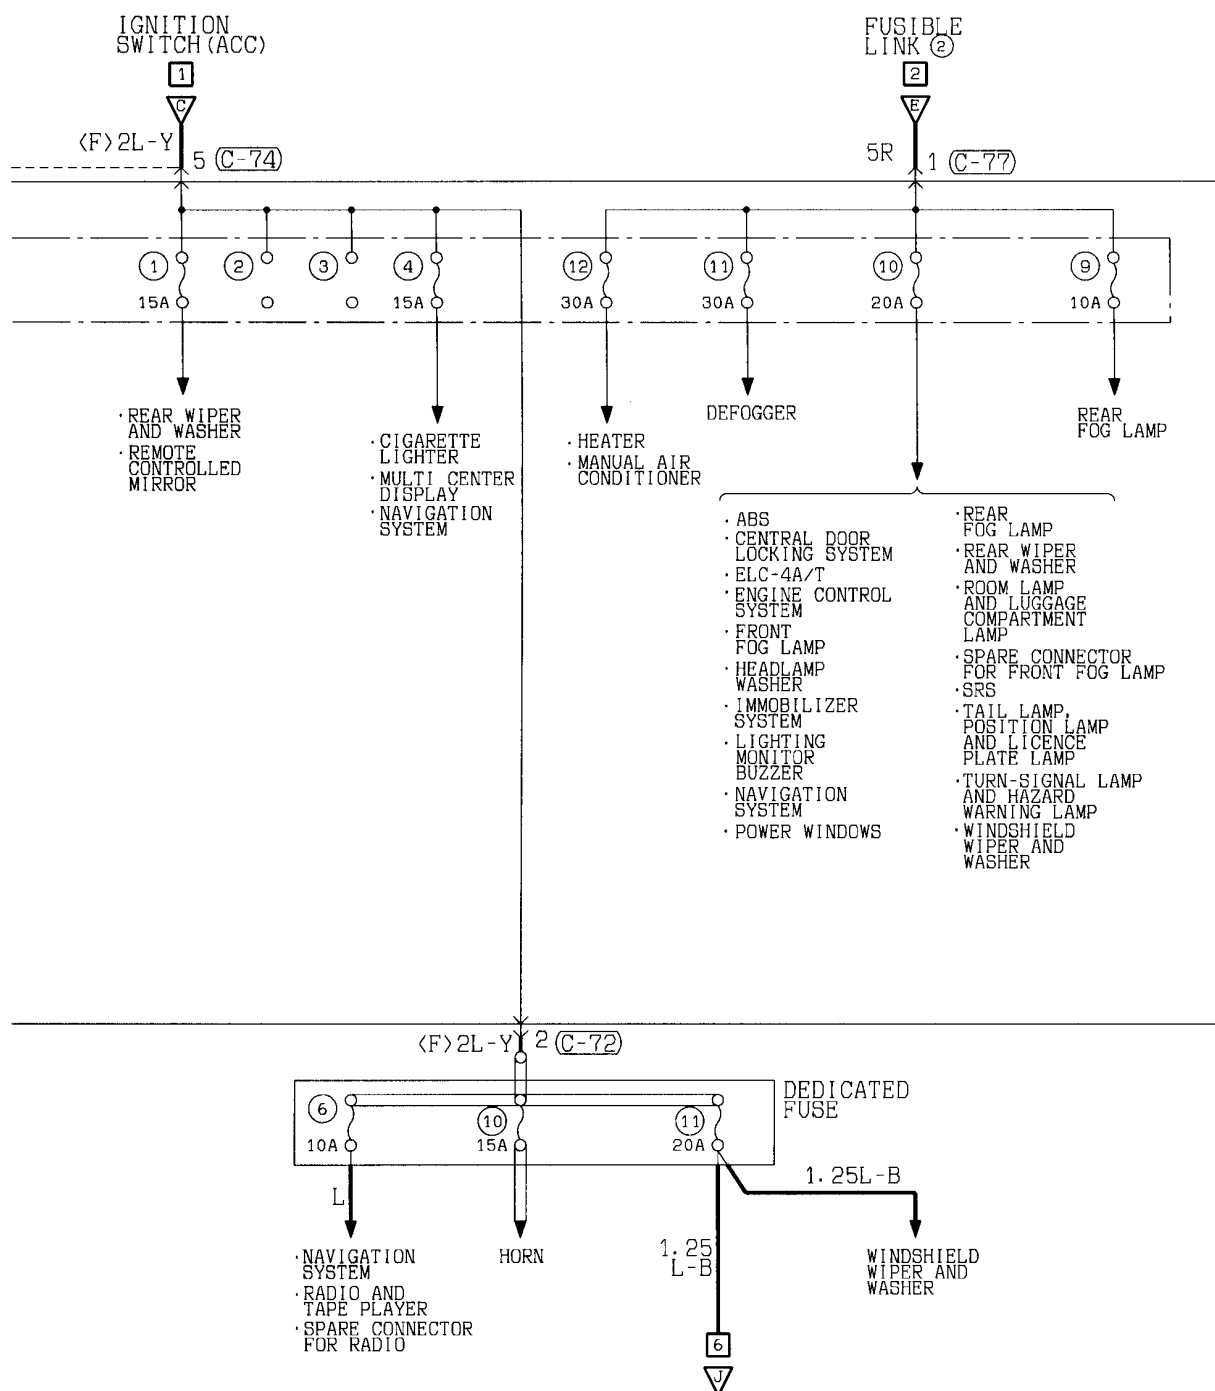 IGNITION
SWITCH(ACC)
1
C
<F>2L-Y
5 C-74
FUSIBLE
LINK ②
2
E
5R
1 C-77
1
2
3
4
12
11
10
9
15A
15A
30A
30A
20A
10A
·REAR WIPER
AND WASHER
·REMOTE
CONTROLLED
MIRROR
·CIGARETTE
LIGHTER
·MULTI CENTER
DISPLAY
·NAVIGATION
SYSTEM
·HEATER
·MANUAL AIR
CONDITIONER
DEFOGGER
REAR
FOG LAMP
·ABS
·CENTRAL DOOR
LOCKING SYSTEM
·ELC-4A/T
·ENGINE CONTROL
SYSTEM
·FRONT
FOG LAMP
·HEADLAMP
WASHER
·IMMOBILIZER
SYSTEM
·LIGHTING
MONITOR
BUZZER
·NAVIGATION
SYSTEM
·POWER WINDOWS
·REAR
FOG LAMP
·REAR WIPER
AND WASHER
·ROOM LAMP
AND LUGGAGE
COMPARTMENT
LAMP
·SPARE CONNECTOR
FOR FRONT FOG LAMP
·SRS
·TAIL LAMP,
POSITION LAMP
AND LICENCE
PLATE LAMP
·TURN-SIGNAL LAMP
AND HAZARD
WARNING LAMP
·WINDSHIELD
WIPER AND
WASHER
<F>2L-Y
2 C-72
DEDICATED
FUSE
6
10
11
10A
15A
20A
L
1.25L-B
1.25
L-B
·NAVIGATION
SYSTEM
·RADIO AND
TAPE PLAYER
·SPARE CONNECTOR
FOR RADIO
HORN
WINDSHIELD
WIPER AND
WASHER
6
J